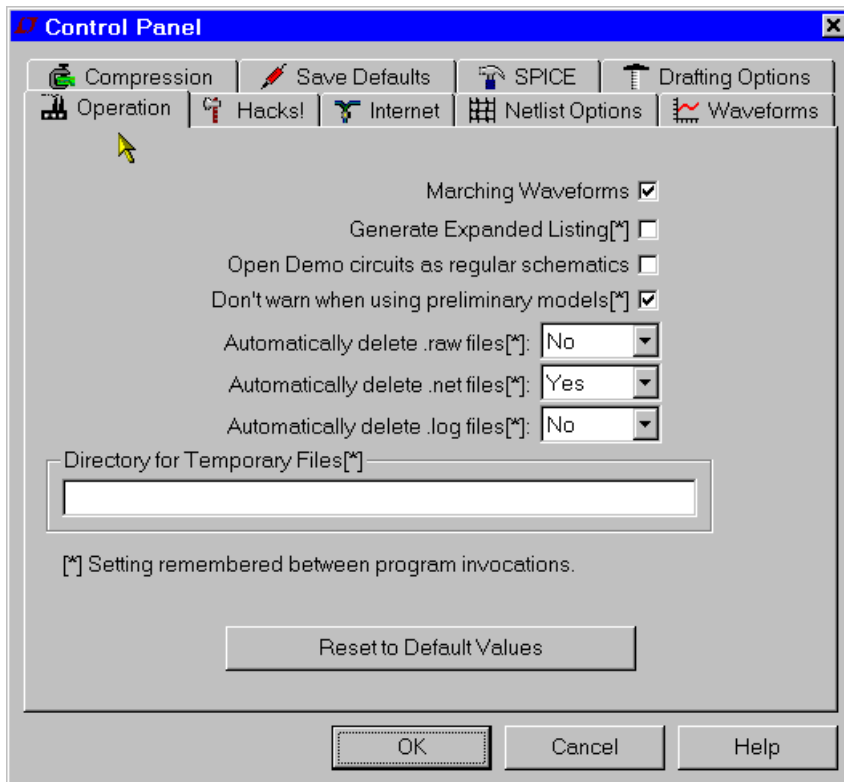 Control Panel
Compression Save Defaults SPICE Drafting Options
Operation Hacks! Internet Netlist Options Waveforms
Marching Waveforms
Generate Expanded Listing[*]
Open Demo circuits as regular schematics
Don't warn when using preliminary models[*]
Automatically delete .raw files[*]: No
Automatically delete .net files[*]: Yes
Automatically delete .log files[*]: No
Directory for Temporary Files[*]
[*] Setting remembered between program invocations.
Reset to Default Values
OK Cancel Help